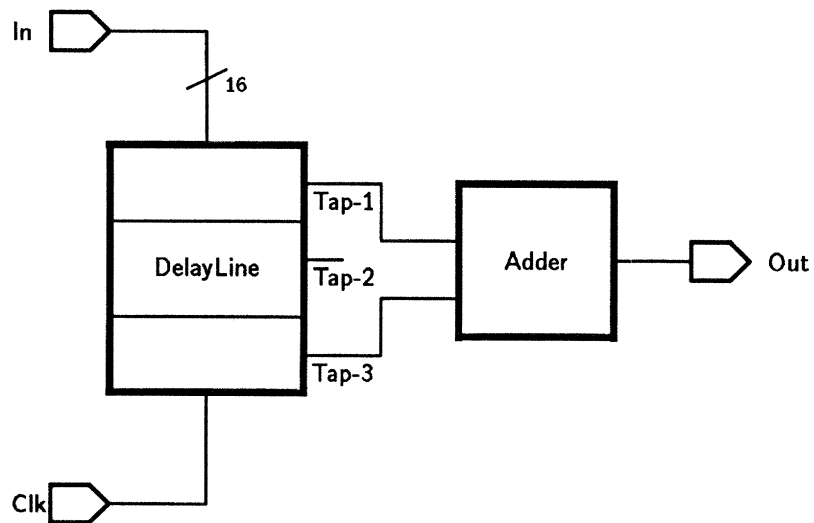 In
16
Tap-1
DelayLine
Tap-2
Adder
Out
Tap-3
Clk